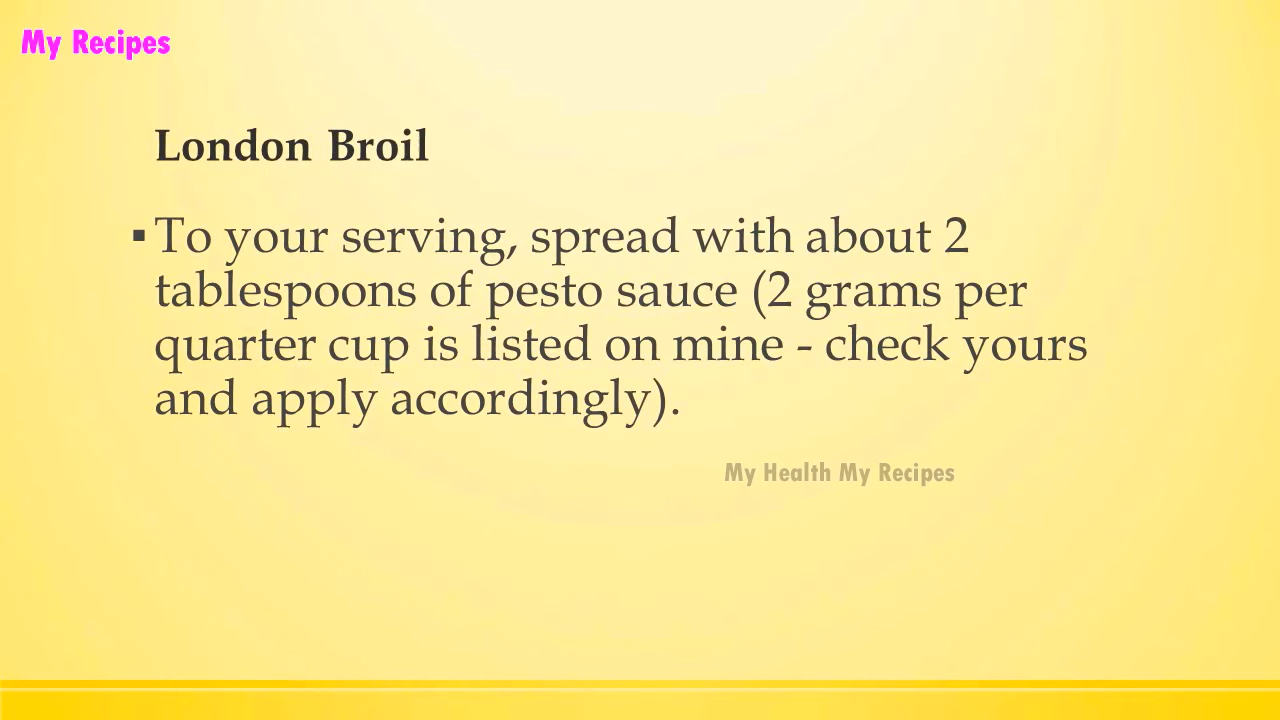 My Recipes
London Broil
▪To your serving, spread with about 2
tablespoons of pesto sauce (2 grams per
quarter cup is listed on mine - check yours
and apply accordingly).
My Health My Recipes